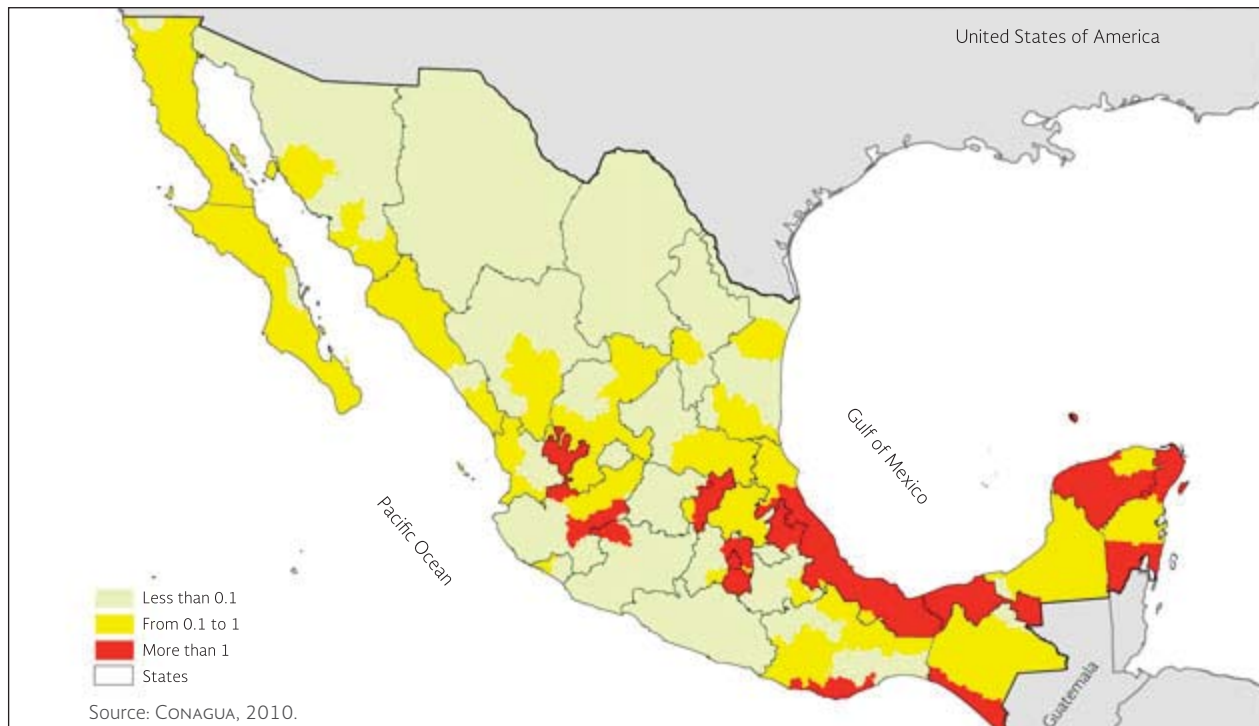 United States of America
Gulf of Mexico
Pacific Ocean
Less than 0.1
From 0.1 to 1
More than 1
States
Guatemala
Source: CONAGUA, 2010.